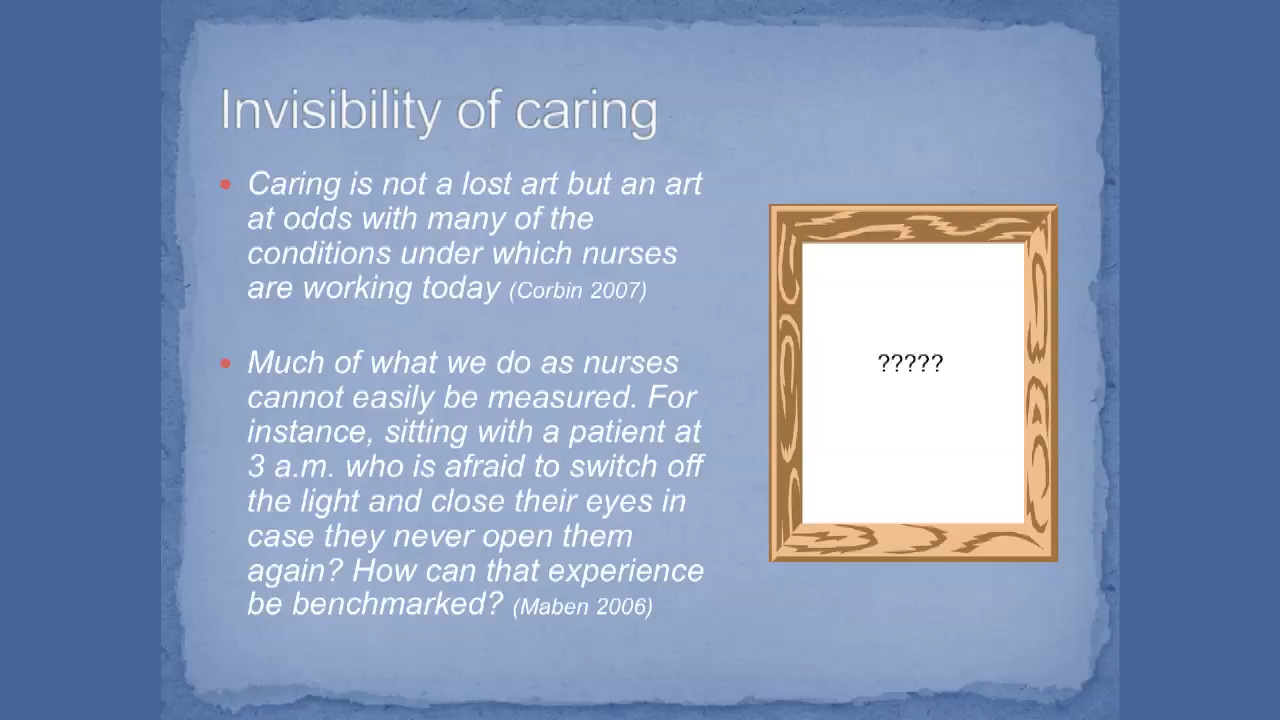 Invisibility of caring
Caring is not a lost art but an art
at odds with many of the
conditions under which nurses
are working today (Corbin 2007)
Much of what we do as nurses
cannot easily be measured. For
instance, sitting with a patient at
3 a.m. who is afraid to switch off
the light and close their eyes in
case they never open them
again? How can that experience
be benchmarked? (Maben 2006)
?????